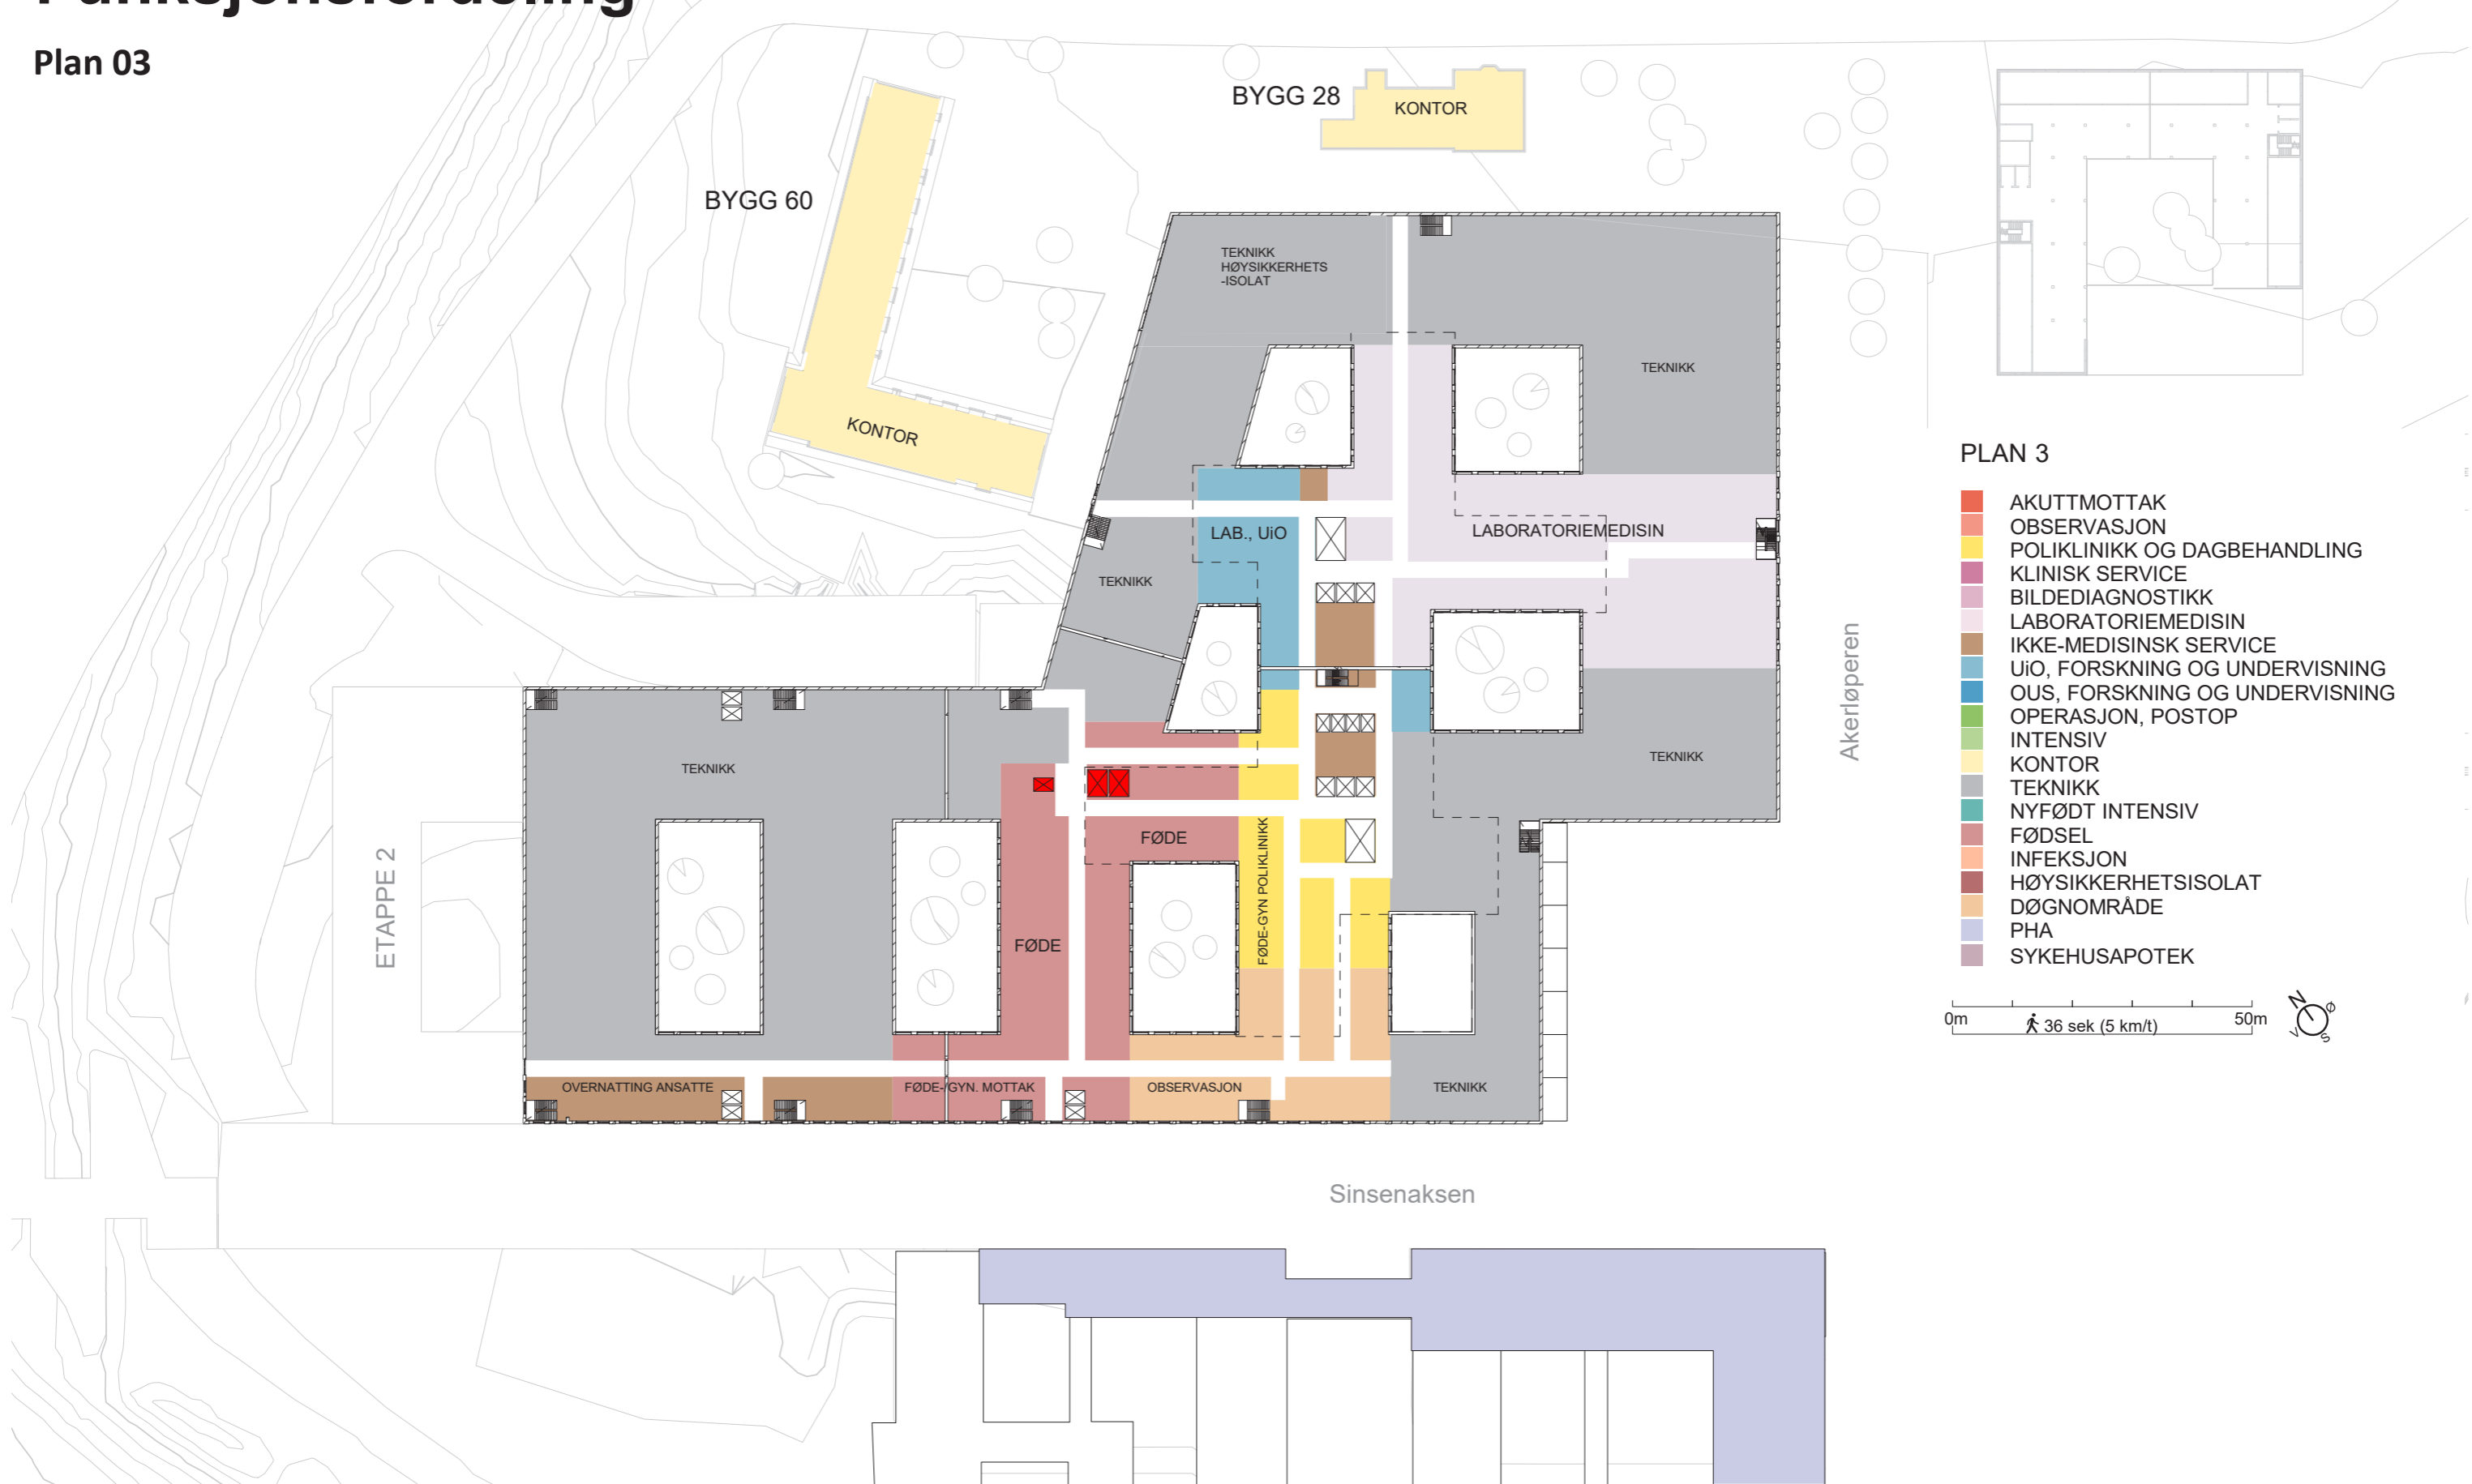 Funksjonsfordeling
Plan 03
BYGG 28
KONTOR
BYGG 60
KONTOR
TEKNIKK
HØYSIKKERHETS
-ISOLAT
TEKNIKK
LAB., UiO
LABORATORIEMEDISIN
TEKNIKK
TEKNIKK
TEKNIKK
FØDE
FØDE
FØDE-GYN POLIKLINIKK
OVERNATTING ANSATTE
FØDE-/GYN. MOTTAK
OBSERVASJON
TEKNIKK
ETAPPE 2
Akerløperen
Sinsenaksen
PLAN 3
AKUTTMOTTAK
OBSERVASJON
POLIKLINIKK OG DAGBEHANDLING
KLINISK SERVICE
BILDEDIAGNOSTIKK
LABORATORIEMEDISIN
IKKE-MEDISINSK SERVICE
UiO, FORSKNING OG UNDERVISNING
OUS, FORSKNING OG UNDERVISNING
OPERASJON, POSTOP
INTENSIV
KONTOR
TEKNIKK
NYFØDT INTENSIV
FØDSEL
INFEKSJON
HØYSIKKERHETSISOLAT
DØGNOMRÅDE
PHA
SYKEHUSAPOTEK
0m
36 sek (5 km/t)
50m
N
Ø
V
S